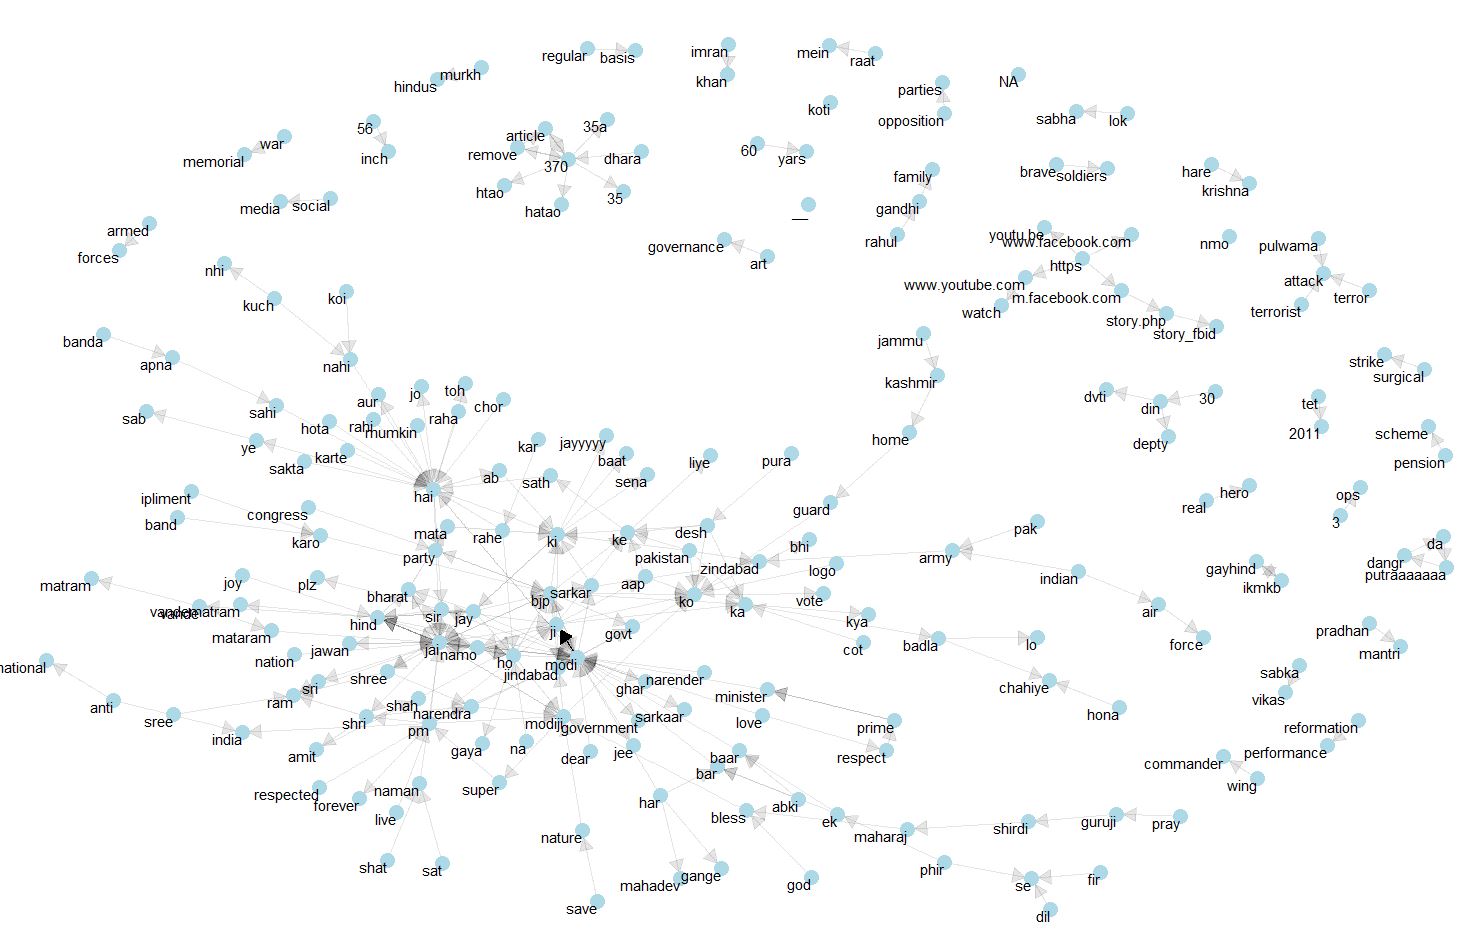 regular
basis
imran
khan
mein
raat
murkh
hindus
parties
opposition
NA
koti
sabha
lok
56
inch
article
35a
remove
370
dhara
htao
hatao
35
war
memorial
60
yars
brave
soldiers
hare
krishna
family
gandhi
rahul
media
social
__
armed
forces
governance
art
youtu.be
www.facebook.com
https
www.youtube.com
m.facebook.com
watch
story.php
story_fbid
nmo
pulwama
attack
terror
terrorist
nhi
kuch
koi
nahi
banda
apna
jammu
kashmir
home
guard
strike
surgical
sab
sahi
hota
aur
jo
toh
rahi
mumkin
raha
chor
ye
sakta
karte
hai
dvti
din
30
depty
tet
2011
scheme
pension
kar
jayyyyy
baat
sena
liye
pura
ab
sath
ipliment
band
congress
karo
mata
party
rahe
ki
ke
desh
pakistan
zindabad
bhi
logo
army
pak
indian
air
force
real
hero
ops
3
da
dangr
putraaaaaaa
gayhind
ikmkb
matram
joy
plz
bharat
vande
vandematram
hind
sir
jay
bjp
sarkar
aap
ko
ka
vote
kya
cot
badla
lo
chahiye
hona
mataram
nation
jawan
jai
namo
ho
jindabad
ji
modi
govt
national
anti
sree
sri
ram
shree
shah
narendra
shri
pm
india
amit
ghar
narender
minister
love
prime
respect
modiji
government
sarkaar
jee
dear
gaya
na
super
pradhan
mantri
sabka
vikas
reformation
performance
commander
wing
respected
forever
naman
live
shat
sat
nature
save
har
mahadev
gange
baar
bar
abki
bless
god
ek
maharaj
shirdi
guruji
pray
phir
se
fir
dil